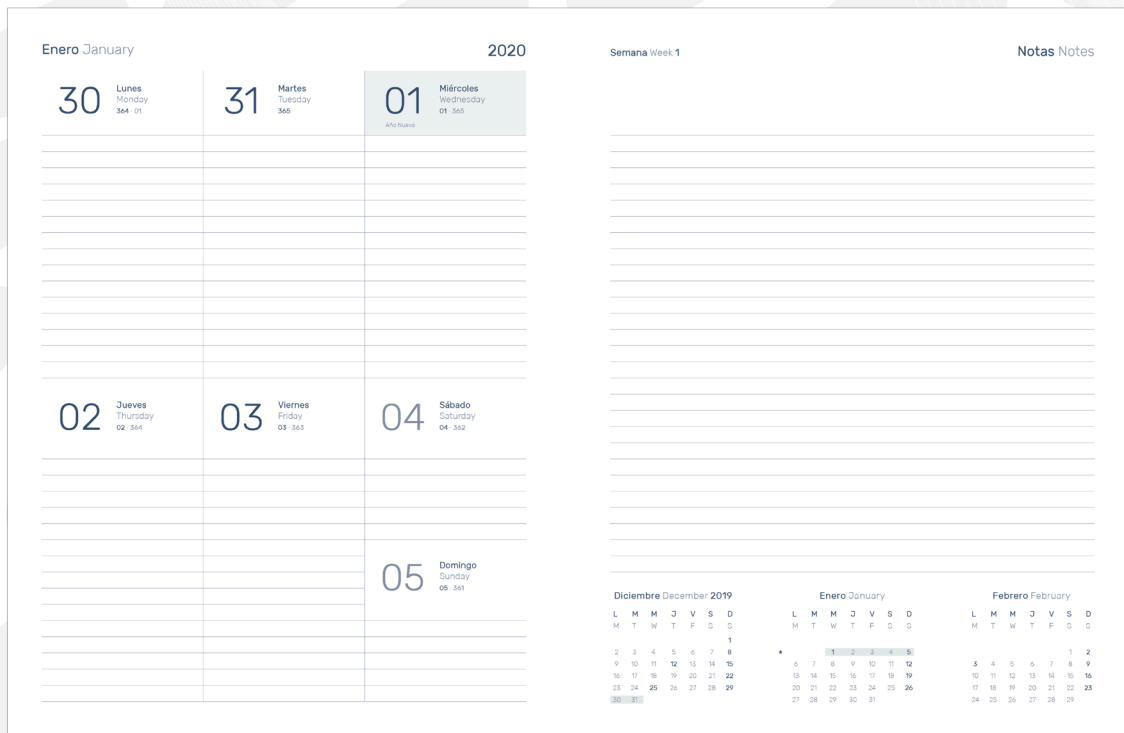 Enero January 2020
30 Lunes
Monday
364 · 01
31 Martes
Tuesday
365
01 Miércoles
Wednesday
01 · 365
Año Nuevo
02 Jueves
Thursday
02 · 364
03 Viernes
Friday
03 · 363
04 Sábado
Saturday
04 · 362
05 Domingo
Sunday
05 · 361
Semana Week 1 Notas Notes
Diciembre December 2019
L M M J V S D
M T W T F S S
1
2 3 4 5 6 7 8
9 10 11 12 13 14 15
16 17 18 19 20 21 22
23 24 25 26 27 28 29
30 31
Enero January
L M M J V S D
M T W T F S S
* 1 2 3 4 5
6 7 8 9 10 11 12
13 14 15 16 17 18 19
20 21 22 23 24 25 26
27 28 29 30 31
Febrero February
L M M J V S D
M T W T F S S
1 2
3 4 5 6 7 8 9
10 11 12 13 14 15 16
17 18 19 20 21 22 23
24 25 26 27 28 29